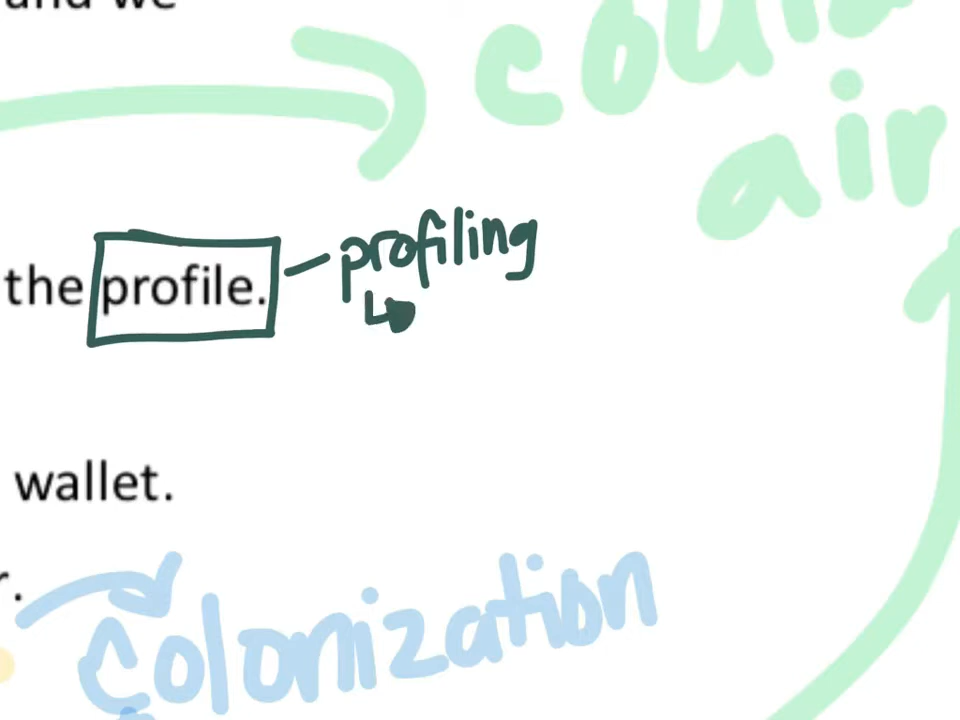 and we
could
air
the profile.
profiling
wallet.
r.
colonization